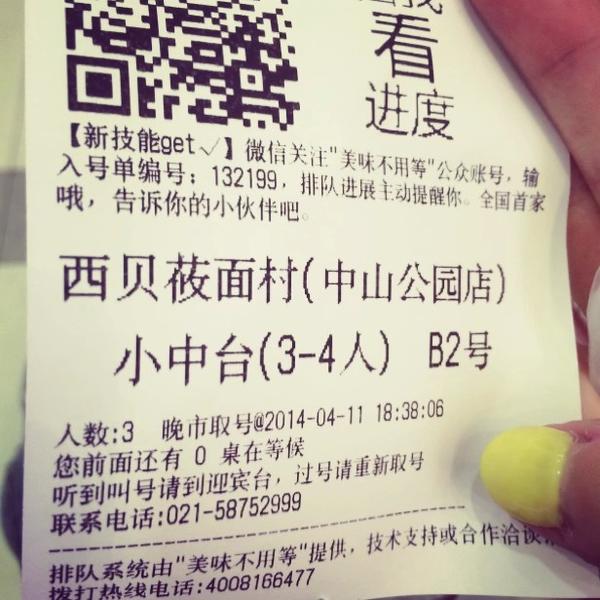 看
进度
【新技能get✓】微信关注"美味不用等"公众账号，输
入号单编号：132199，排队进展主动提醒你。全国首家
哦，告诉你的小伙伴吧。
西贝莜面村(中山公园店)
小中台(3-4人) B2号
人数:3 晚市取号@2014-04-11 18:38:06
您前面还有 0 桌在等候
听到叫号请到迎宾台，过号请重新取号
联系电话:021-58752999
排队系统由"美味不用等"提供，技术支持或合作洽谈
拨打热线电话:4008166477